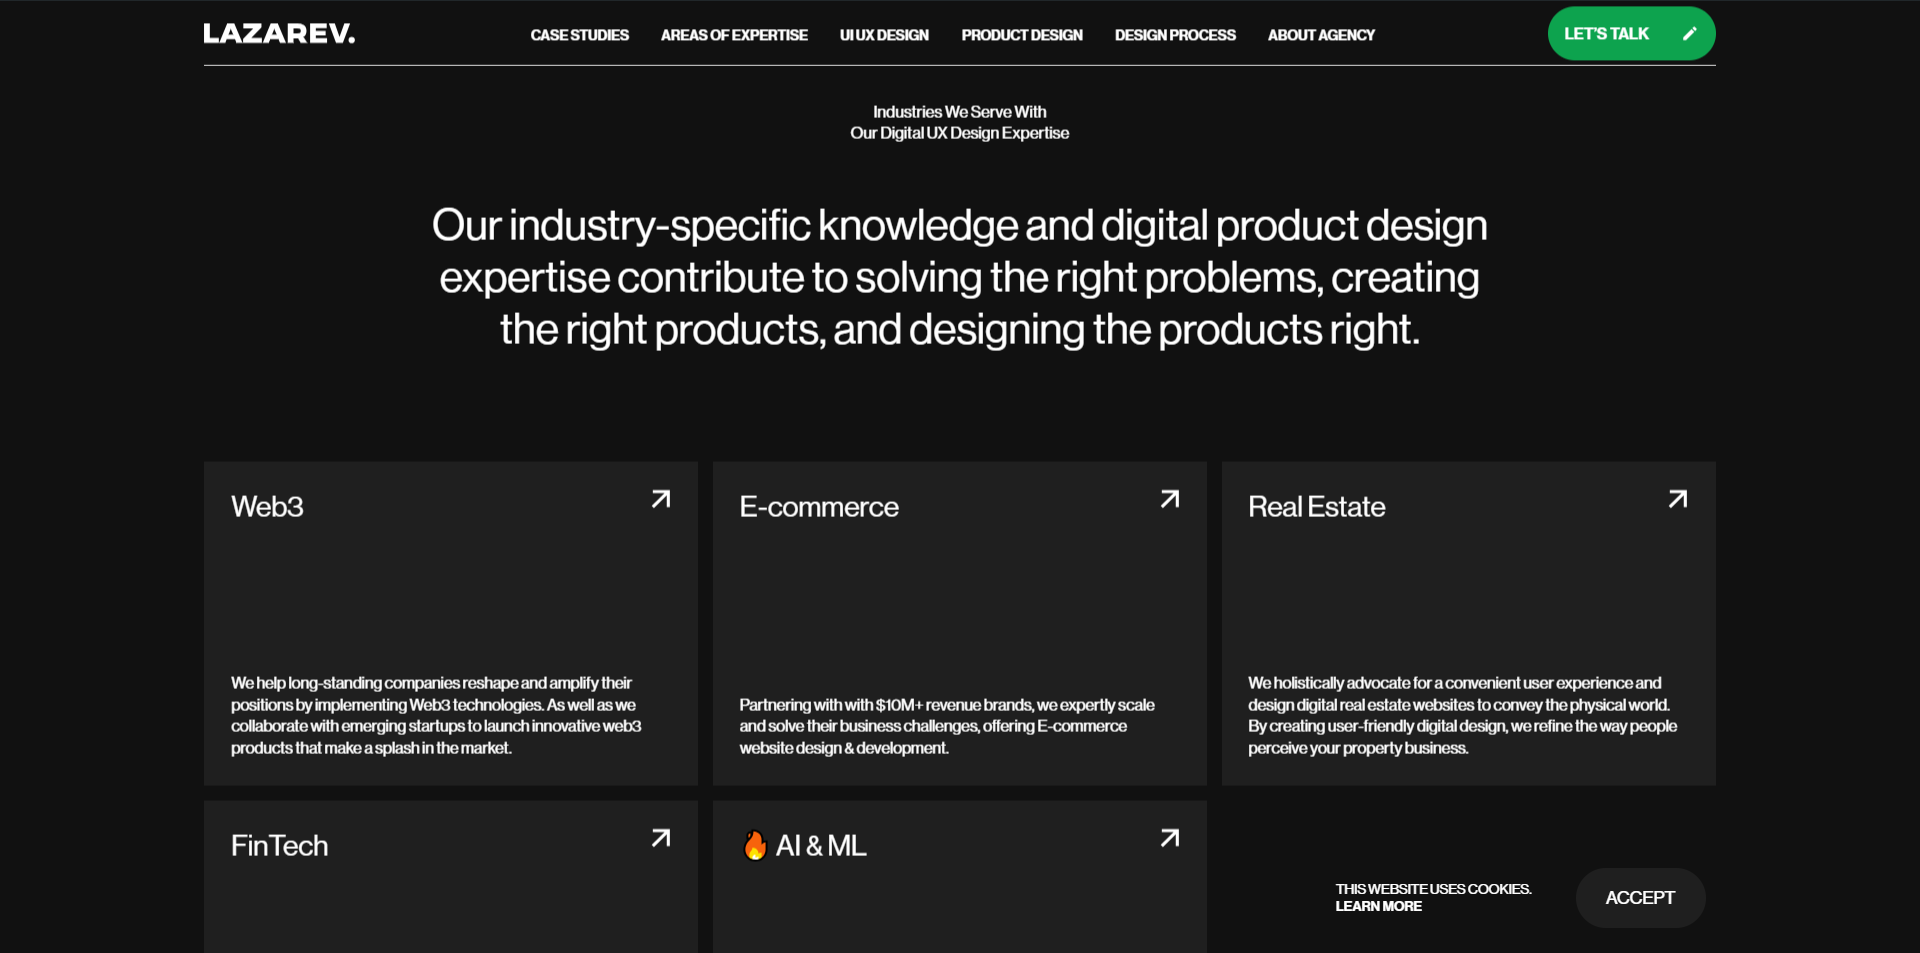 LAZAREV.
CASE STUDIES
AREAS OF EXPERTISE
UI UX DESIGN
PRODUCT DESIGN
DESIGN PROCESS
ABOUT AGENCY
LET'S TALK
Industries We Serve With
Our Digital UX Design Expertise
Our industry-specific knowledge and digital product design
expertise contribute to solving the right problems, creating
the right products, and designing the products right.
Web3
We help long-standing companies reshape and amplify their
positions by implementing Web3 technologies. As well as we
collaborate with emerging startups to launch innovative web3
products that make a splash in the market.
E-commerce
Partnering with with $10M+ revenue brands, we expertly scale
and solve their business challenges, offering E-commerce
website design & development.
Real Estate
We holistically advocate for a convenient user experience and
design digital real estate websites to convey the physical world.
By creating user-friendly digital design, we refine the way people
perceive your property business.
FinTech
🔥 AI & ML
THIS WEBSITE USES COOKIES.
LEARN MORE
ACCEPT